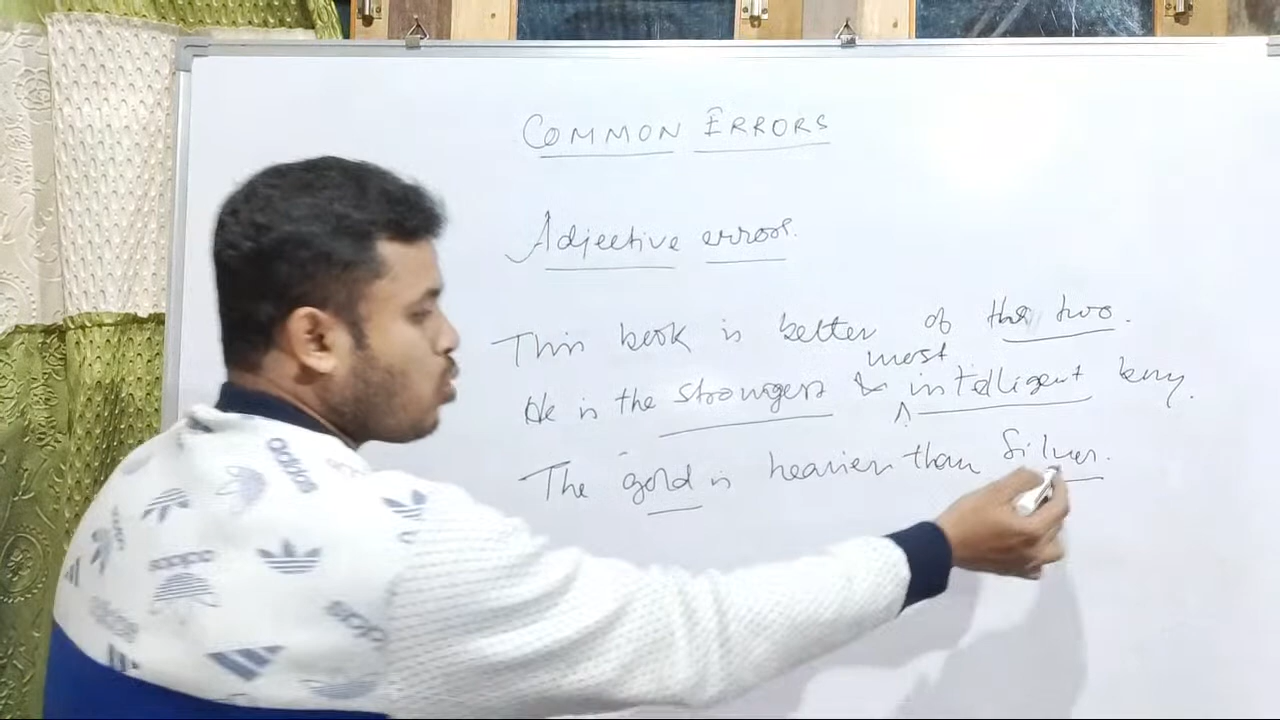 COMMON ERRORS
Adjective errors.
This book is better of the two.
most
He is the strongest & ^ intelligent boy.
The gold is heavier than Silver.
adidas